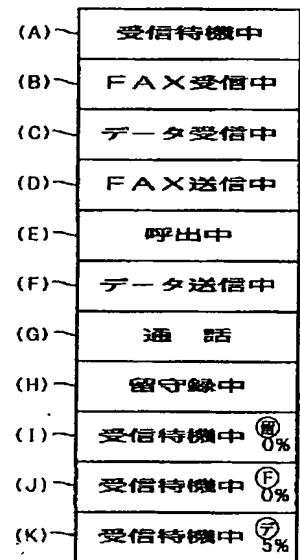 (A) 受信待機中
(B) FAX受信中
(C) データ受信中
(D) FAX送信中
(E) 呼出中
(F) データ送信中
(G) 通 話
(H) 留守録中
(I) 受信待機中 ㊞留 0%
(J) 受信待機中 Ⓕ 0%
(K) 受信待機中 ㋢ 5%